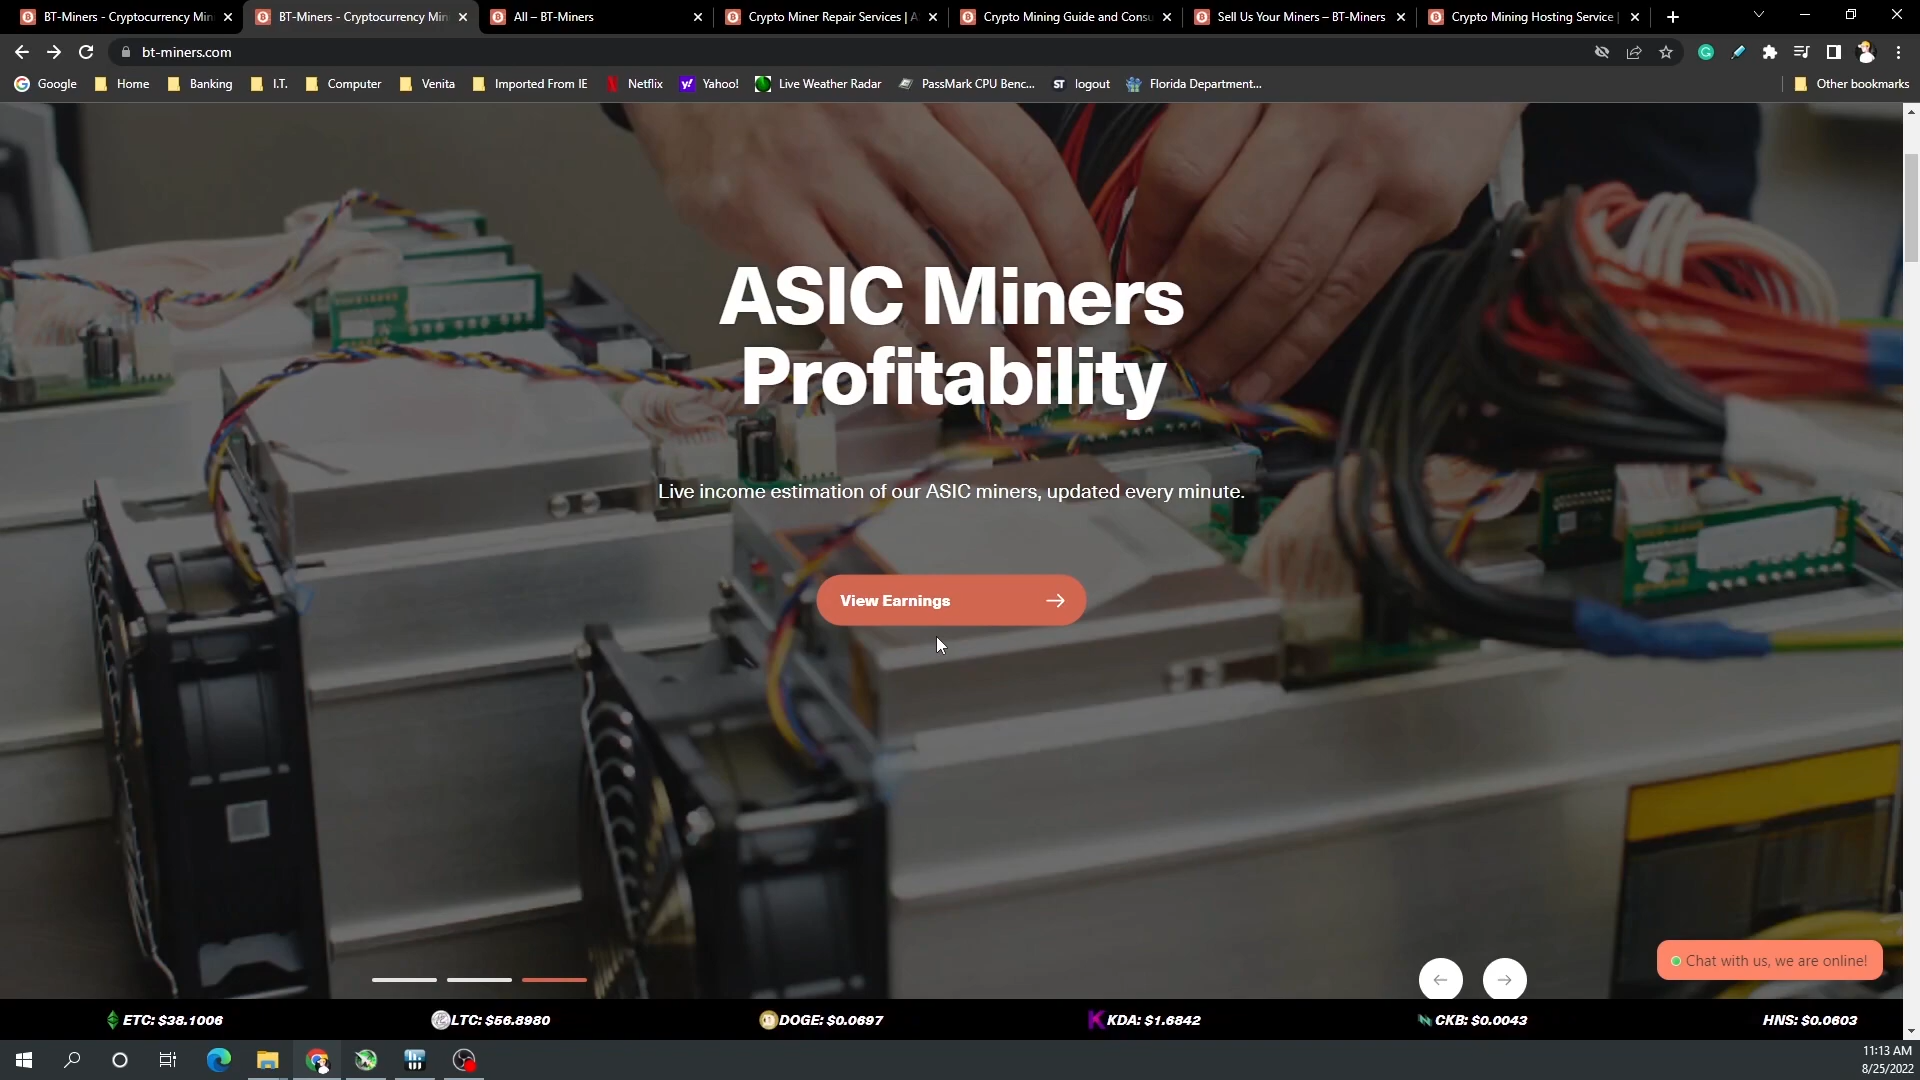 BT-Miners - Cryptocurrency Min
BT-Miners - Cryptocurrency Min
All – BT-Miners
Crypto Miner Repair Services | A
Crypto Mining Guide and Consu
Sell Us Your Miners – BT-Miners
Crypto Mining Hosting Service |
bt-miners.com
Google
Home
Banking
I.T.
Computer
Venita
Imported From IE
Netflix
Yahoo!
Live Weather Radar
PassMark CPU Benc...
ST logout
Florida Department...
Other bookmarks
ASIC Miners
Profitability
Live income estimation of our ASIC miners, updated every minute.
View Earnings
Chat with us, we are online!
ETC: $38.1006
LTC: $56.8980
DOGE: $0.0697
KDA: $1.6842
CKB: $0.0043
HNS: $0.0603
11:13 AM
8/25/2022